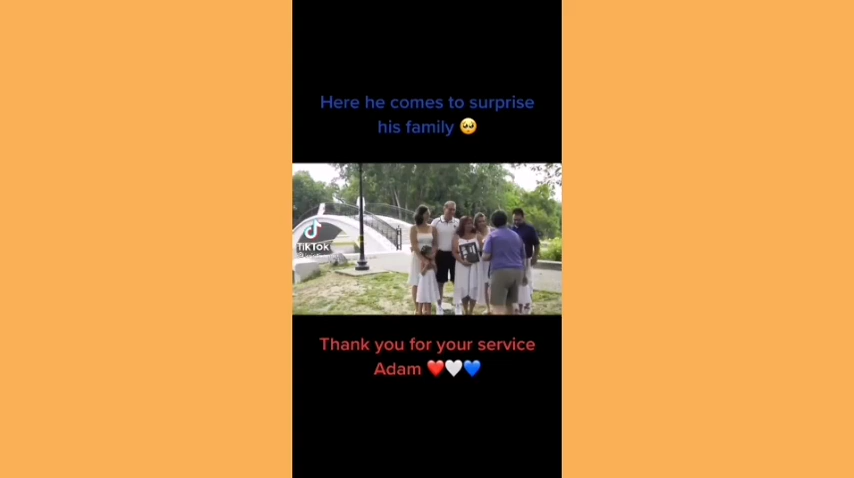 Here he comes to surprise
his family 🥺
TikTok
Thank you for your service
Adam ❤️🤍💙